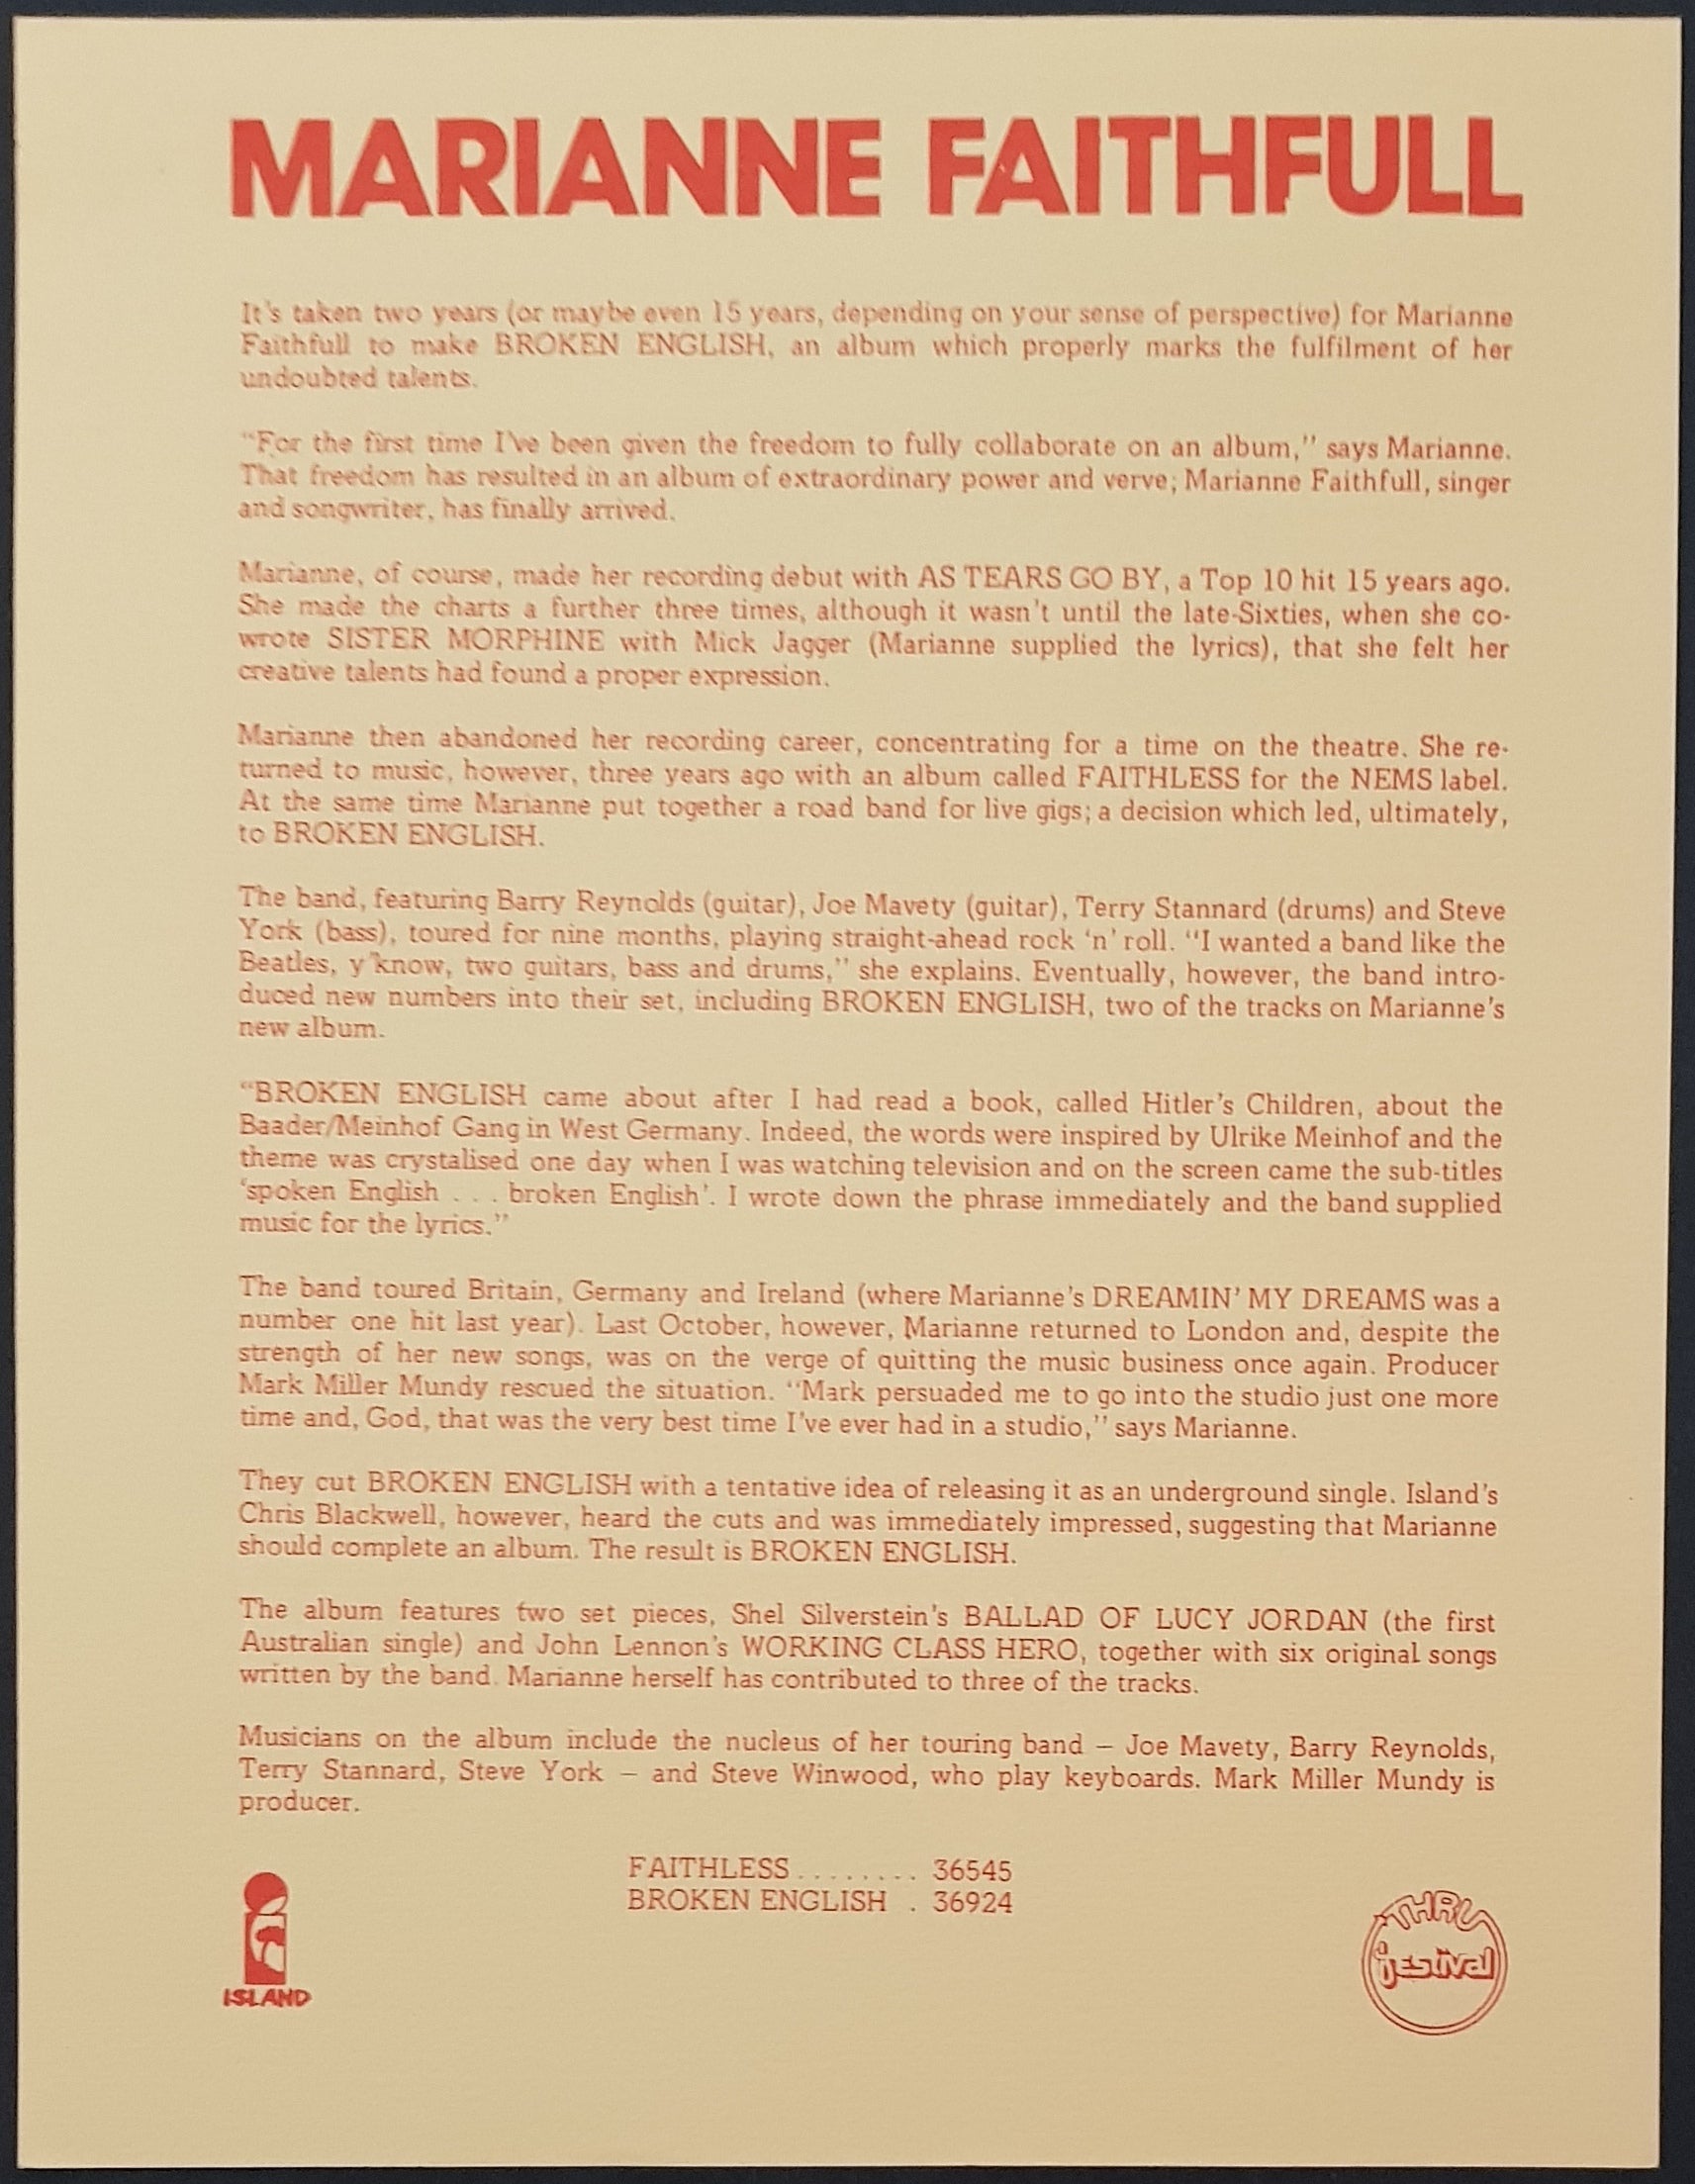 MARIANNE FAITHFULL
It's taken two years (or maybe even 15 years, depending on your sense of perspective) for Marianne
Faithfull to make BROKEN ENGLISH, an album which properly marks the fulfilment of her
undoubted talents.
“For the first time I've been given the freedom to fully collaborate on an album,” says Marianne.
That freedom has resulted in an album of extraordinary power and verve; Marianne Faithfull, singer
and songwriter, has finally arrived.
Marianne, of course, made her recording debut with AS TEARS GO BY, a Top 10 hit 15 years ago.
She made the charts a further three times, although it wasn't until the late-Sixties, when she co-
wrote SISTER MORPHINE with Mick Jagger (Marianne supplied the lyrics), that she felt her
creative talents had found a proper expression.
Marianne then abandoned her recording career, concentrating for a time on the theatre. She re-
turned to music, however, three years ago with an album called FAITHLESS for the NEMS label.
At the same time Marianne put together a road band for live gigs; a decision which led, ultimately,
to BROKEN ENGLISH.
The band, featuring Barry Reynolds (guitar), Joe Mavety (guitar), Terry Stannard (drums) and Steve
York (bass), toured for nine months, playing straight-ahead rock ‘n’ roll. “I wanted a band like the
Beatles, y'know, two guitars, bass and drums,” she explains. Eventually, however, the band intro-
duced new numbers into their set, including BROKEN ENGLISH, two of the tracks on Marianne's
new album.
“BROKEN ENGLISH came about after I had read a book, called Hitler's Children, about the
Baader/Meinhof Gang in West Germany. Indeed, the words were inspired by Ulrike Meinhof and the
theme was crystalised one day when I was watching television and on the screen came the sub-titles
‘spoken English . . . broken English’. I wrote down the phrase immediately and the band supplied
music for the lyrics.”
The band toured Britain, Germany and Ireland (where Marianne's DREAMIN' MY DREAMS was a
number one hit last year). Last October, however, Marianne returned to London and, despite the
strength of her new songs, was on the verge of quitting the music business once again. Producer
Mark Miller Mundy rescued the situation. “Mark persuaded me to go into the studio just one more
time and, God, that was the very best time I've ever had in a studio,” says Marianne.
They cut BROKEN ENGLISH with a tentative idea of releasing it as an underground single. Island's
Chris Blackwell, however, heard the cuts and was immediately impressed, suggesting that Marianne
should complete an album. The result is BROKEN ENGLISH.
The album features two set pieces, Shel Silverstein's BALLAD OF LUCY JORDAN (the first
Australian single) and John Lennon's WORKING CLASS HERO, together with six original songs
written by the band. Marianne herself has contributed to three of the tracks.
Musicians on the album include the nucleus of her touring band – Joe Mavety, Barry Reynolds,
Terry Stannard, Steve York – and Steve Winwood, who play keyboards. Mark Miller Mundy is
producer.
FAITHLESS . . . . . . . . 36545
BROKEN ENGLISH . 36924
ISLAND
THRU
festival